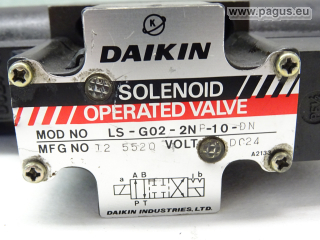 www.pagus.eu
K
DAIKIN
SOLENOID
OPERATED VALVE
MOD NO LS-G02-2NP-10-DN
MFG NO 12 5520 VOLT DC24
A2133
a A B b
P T
DAIKIN INDUSTRIES, LTD.